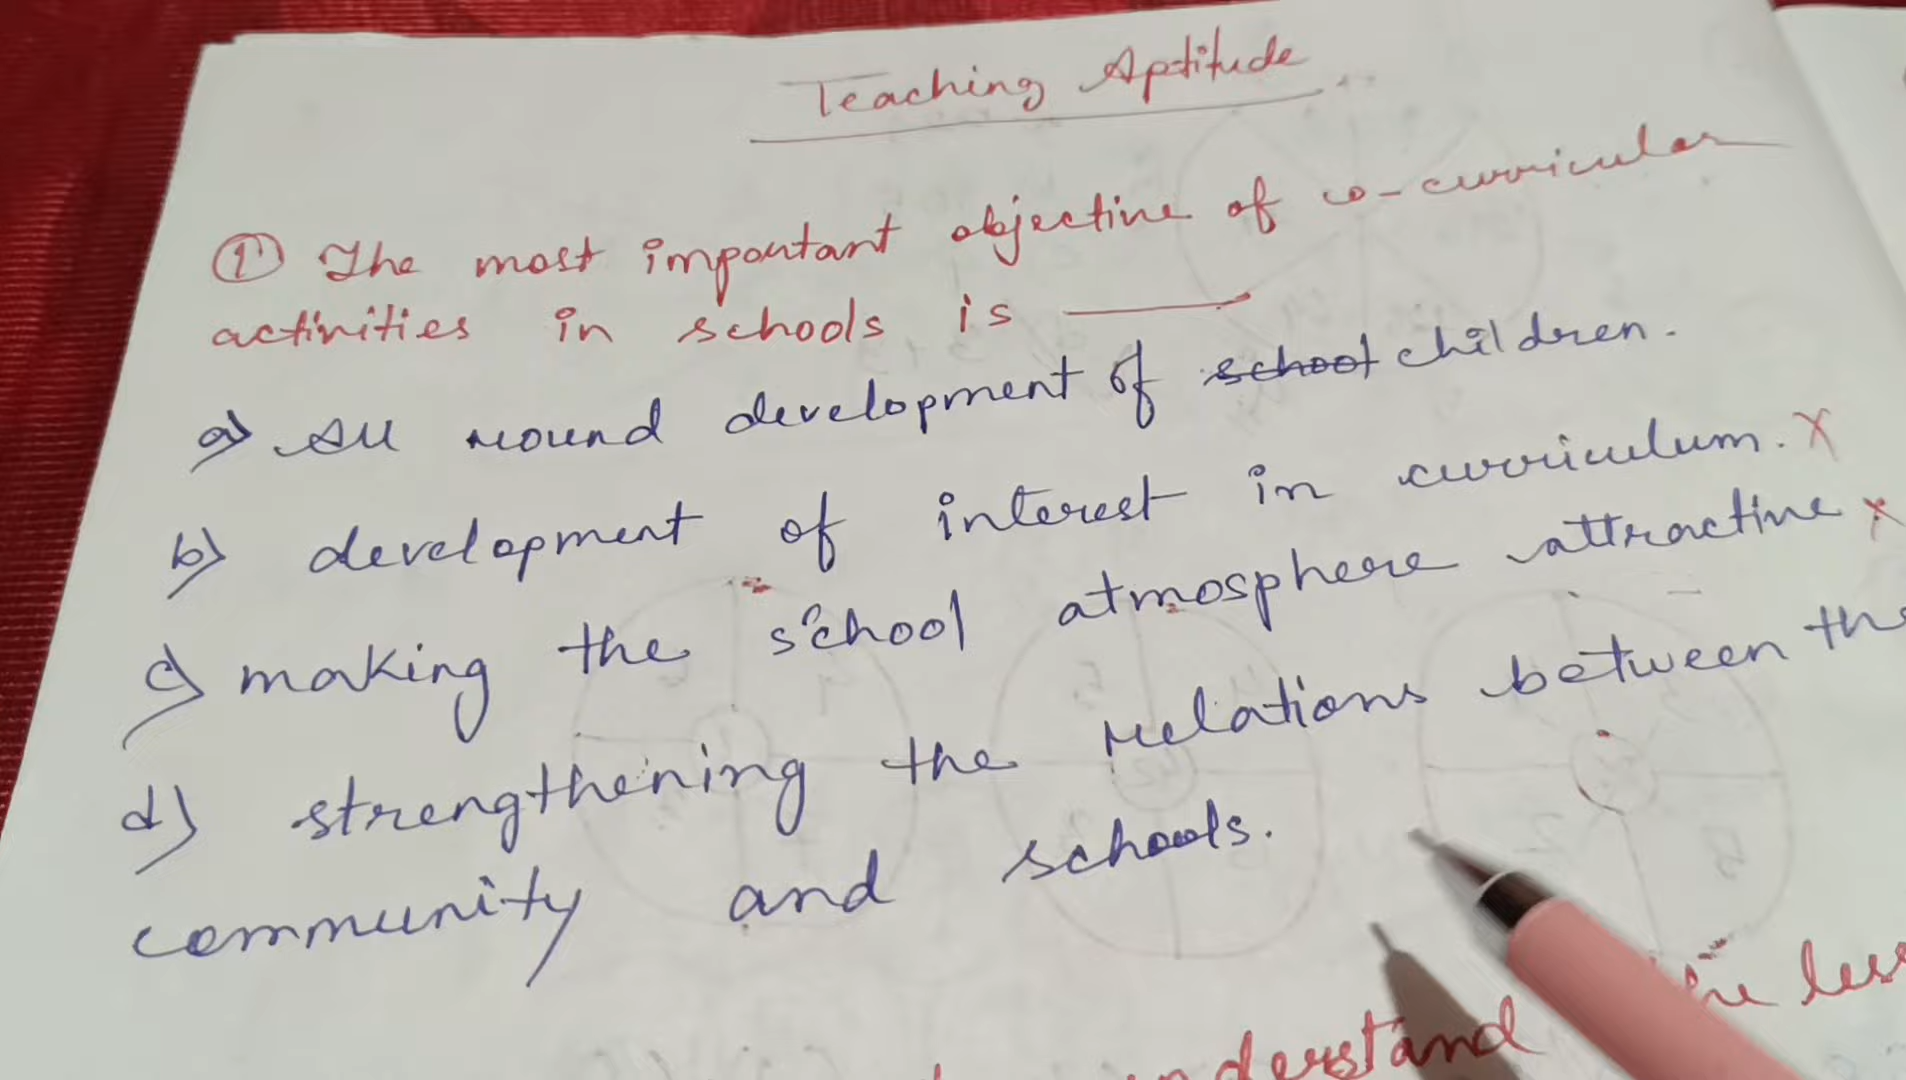 Teaching Aptitude
① The most important objective of co-curricular
activities in schools is ———
a) All round development of school children.
b) development of interest in curriculum. X
c) making the school atmosphere attractive X
d) strengthening the relations between the
community and schools.
understand